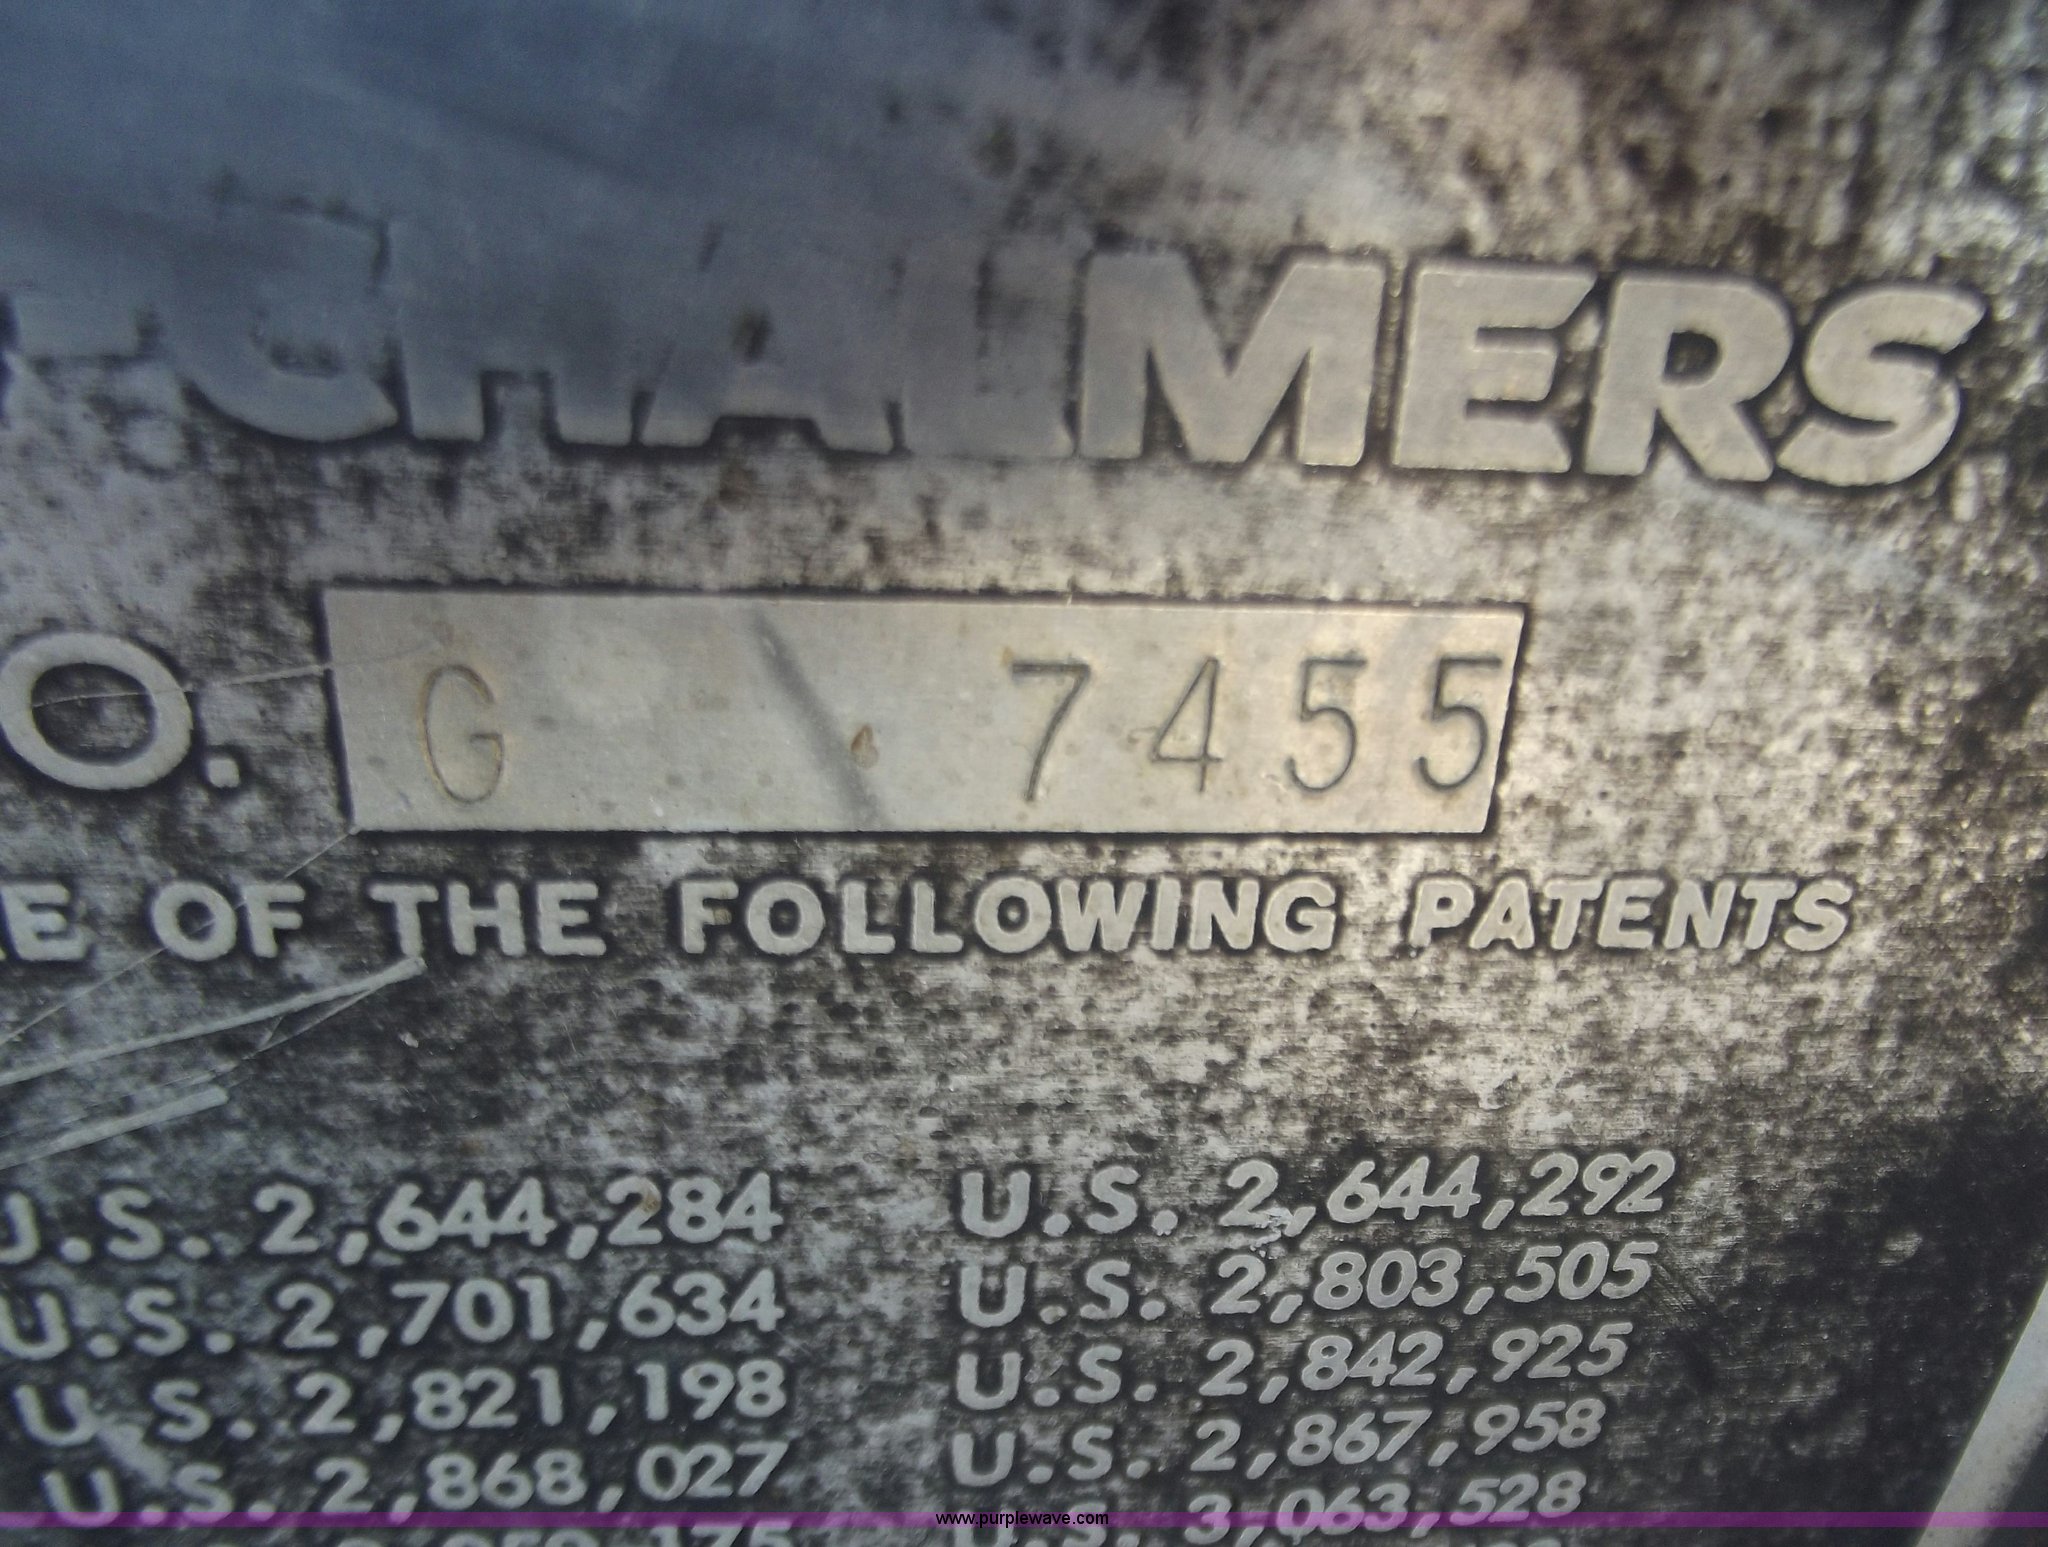 CHALMERS
O. G 7455
E OF THE FOLLOWING PATENTS
U.S. 2,644,284 U.S. 2,644,292
U.S. 2,701,634 U.S. 2,803,505
U.S. 2,821,198 U.S. 2,842,925
U.S. 2,868,027 U.S. 2,867,958
U.S. 3,063,528
www.purplewave.com